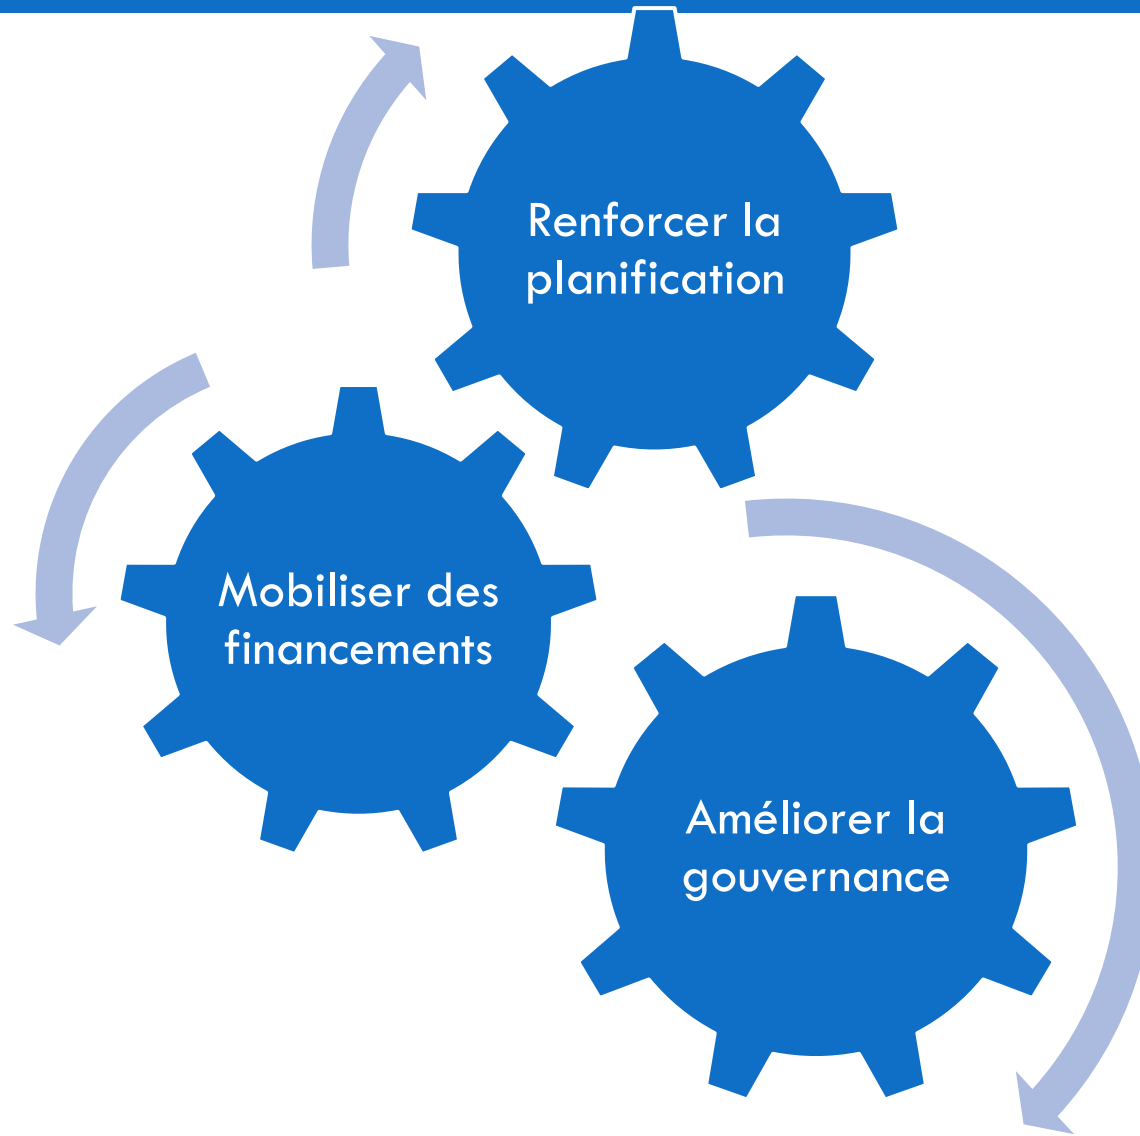 Renforcer la
planification
Mobiliser des
financements
Améliorer la
gouvernance